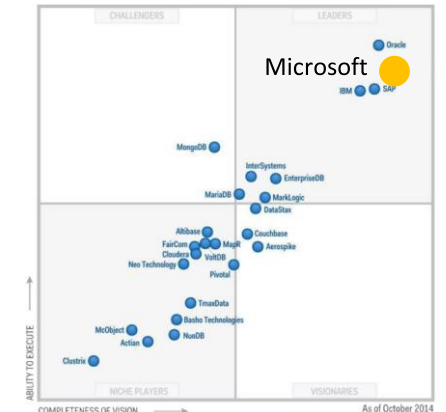 CHALLENGERS
LEADERS
Oracle
Microsoft
IBM
SAP
MongoDB
InterSystems
EnterpriseDB
MariaDB
MarkLogic
DataStax
Altibase
Couchbase
FairCom
MapR
Aerospike
Cloudera
VoltDB
Neo Technology
Pivotal
TmaxData
Basho Technologies
McObject
NuoDB
Actian
Clustrix
NICHE PLAYERS
VISIONARIES
ABILITY TO EXECUTE
COMPLETENESS OF VISION
As of October 2014